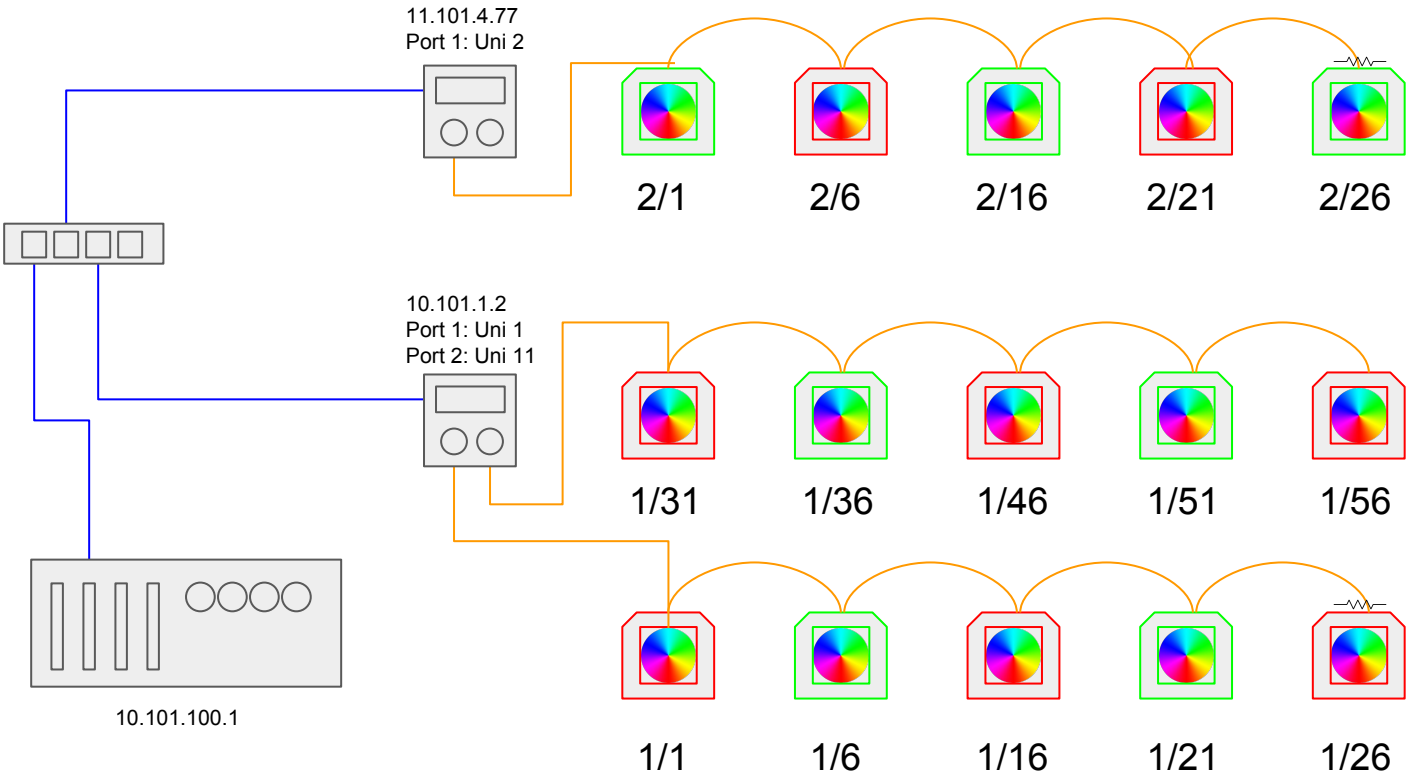 11.101.4.77
Port 1: Uni 2
2/1 2/6 2/16 2/21 2/26
10.101.1.2
Port 1: Uni 1
Port 2: Uni 11
1/31 1/36 1/46 1/51 1/56
10.101.100.1
1/1 1/6 1/16 1/21 1/26